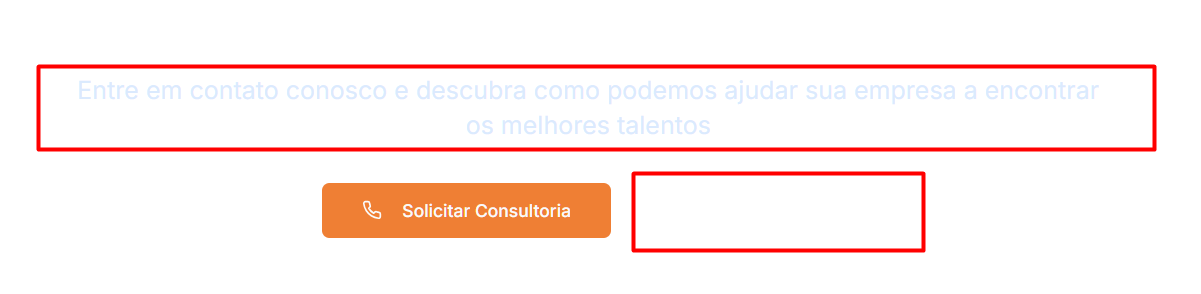 Entre em contato conosco e descubra como podemos ajudar sua empresa a encontrar
os melhores talentos
Solicitar Consultoria